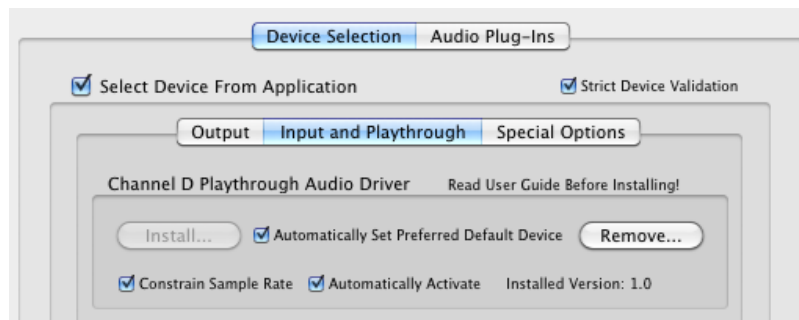 Device Selection Audio Plug-Ins
Select Device From Application Strict Device Validation
Output Input and Playthrough Special Options
Channel D Playthrough Audio Driver Read User Guide Before Installing!
Install... Automatically Set Preferred Default Device Remove...
Constrain Sample Rate Automatically Activate Installed Version: 1.0